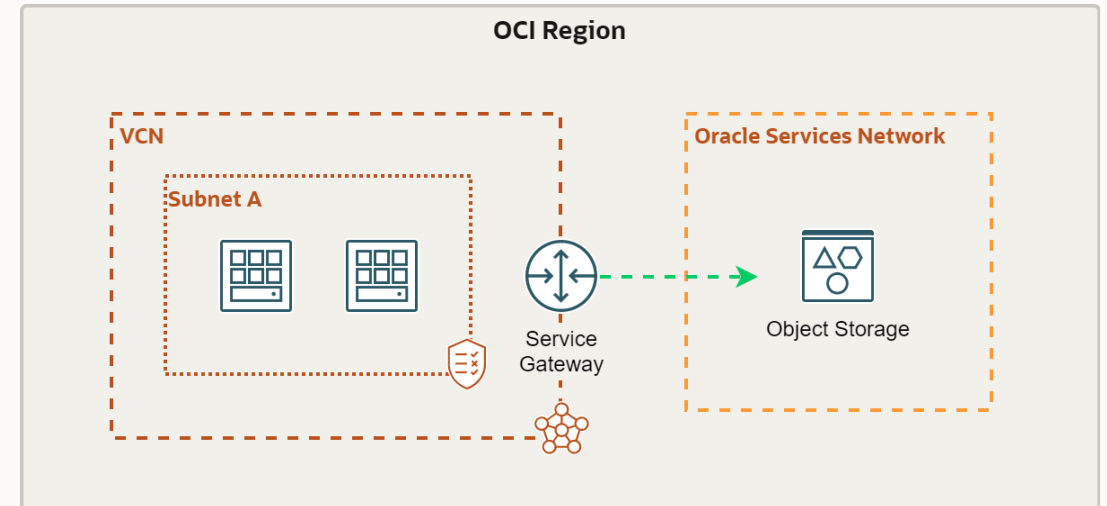 OCI Region
VCN
Oracle Services Network
Subnet A
Service
Gateway
Object Storage